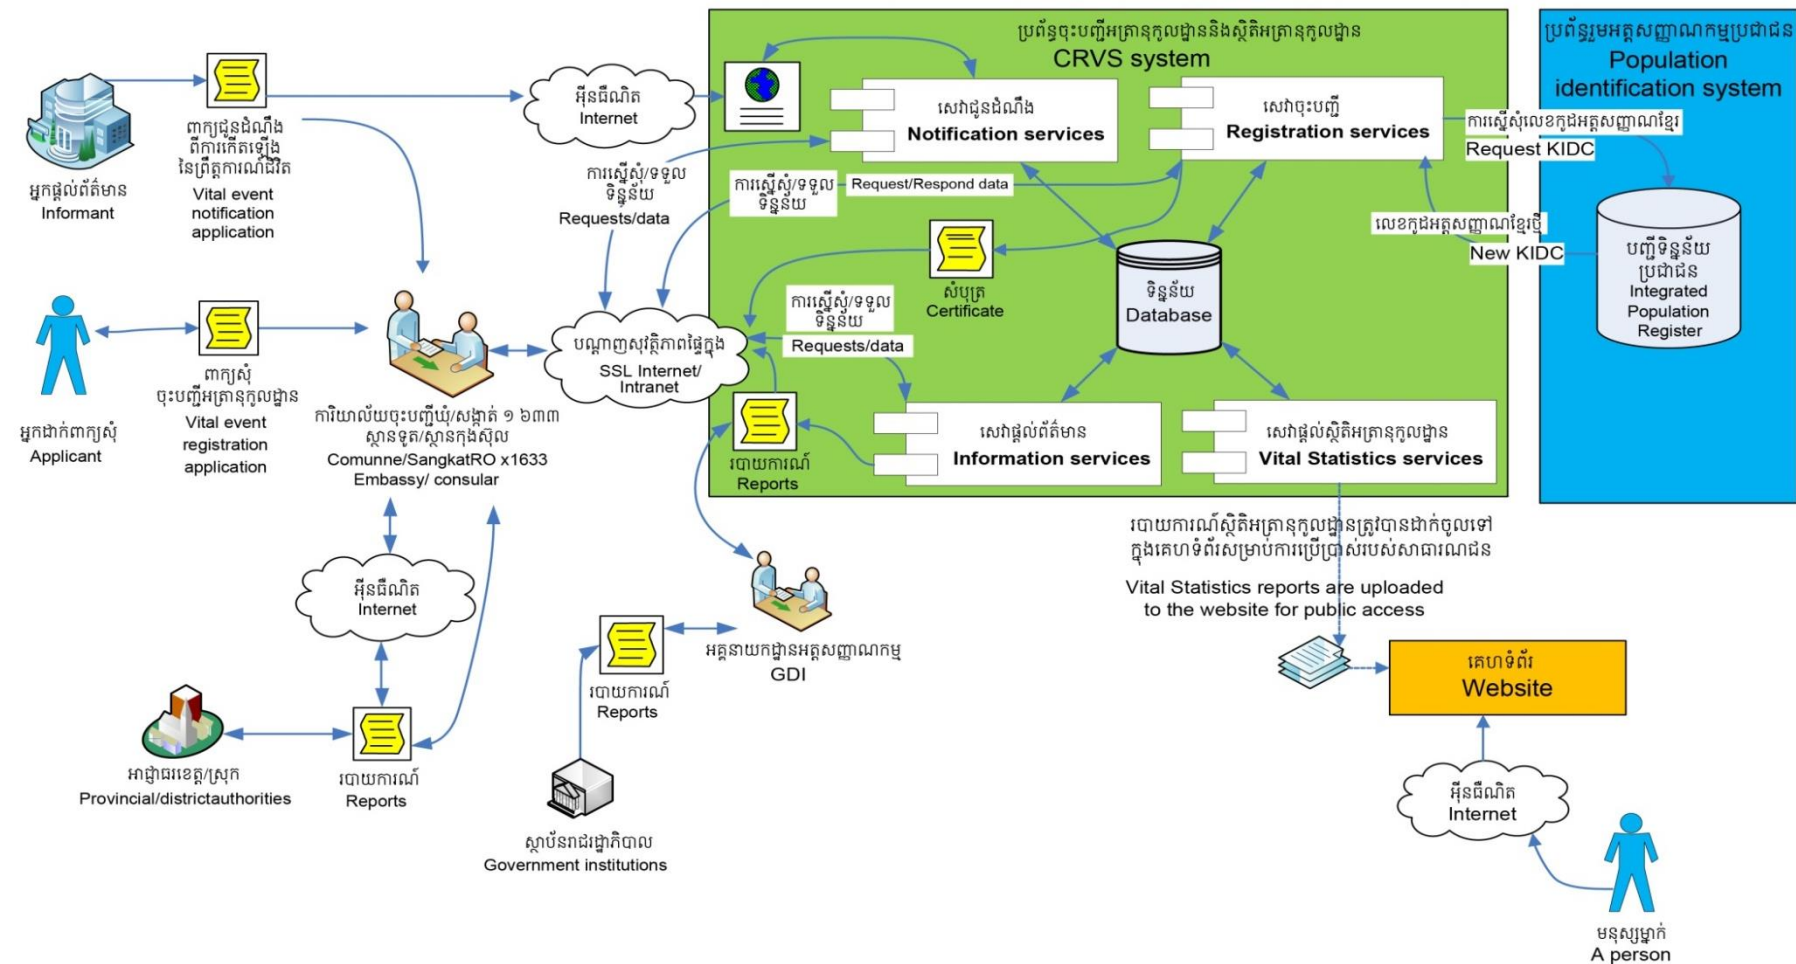 ប្រព័ន្ធចុះបញ្ជីអត្រានុកូលដ្ឋាននិងស្ថិតិអត្រានុកូលដ្ឋាន
CRVS system
ប្រព័ន្ធរួមអត្តសញ្ញាណកម្មប្រជាជន
Population
identification system
អ្នកផ្តល់ព័ត៌មាន
Informant
ពាក្យជូនដំណឹង
ពីការកើតឡើង
នៃព្រឹត្តការណ៍ជីវិត
Vital event
notification
application
អ៊ីនធឺណិត
Internet
សេវាជូនដំណឹង
Notification services
សេវាចុះបញ្ជី
Registration services
ការស្នើសុំលេខកូដអត្តសញ្ញាណខ្មែរ
Request KIDC
ការស្នើសុំ/ទទួល
ទិន្នន័យ
Requests/data
ការស្នើសុំ/ទទួល
ទិន្នន័យ
Request/Respond data
លេខកូដអត្តសញ្ញាណខ្មែរថ្មី
New KIDC
បញ្ជីទិន្នន័យ
ប្រជាជន
Integrated
Population
Register
សំបុត្រ
Certificate
ទិន្នន័យ
Database
ការស្នើសុំ/ទទួល
ទិន្នន័យ
Requests/data
បណ្តាញសុវត្ថិភាពផ្ទៃក្នុង
SSL Internet/
Intranet
អ្នកដាក់ពាក្យសុំ
Applicant
ពាក្យសុំ
ចុះបញ្ជីអត្រានុកូលដ្ឋាន
Vital event
registration
application
ការិយាល័យចុះបញ្ជីឃុំ/សង្កាត់ ១ ៦៣៣
ស្ថានទូត/ស្ថានកុងស៊ុល
Comunne/SangkatRO x1633
Embassy/ consular
របាយការណ៍
Reports
សេវាផ្តល់ព័ត៌មាន
Information services
សេវាផ្តល់ស្ថិតិអត្រានុកូលដ្ឋាន
Vital Statistics services
របាយការណ៍ស្ថិតិអត្រានុកូលដ្ឋានត្រូវបានដាក់ចូលទៅ
ក្នុងគេហទំព័រសម្រាប់ការប្រើប្រាស់របស់សាធារណជន
Vital Statistics reports are uploaded
to the website for public access
អ៊ីនធឺណិត
Internet
អគ្គនាយកដ្ឋានអត្តសញ្ញាណកម្ម
GDI
របាយការណ៍
Reports
គេហទំព័រ
Website
អាជ្ញាធរខេត្ត/ស្រុក
Provincial/districtauthorities
របាយការណ៍
Reports
ស្ថាប័នរាជរដ្ឋាភិបាល
Government institutions
អ៊ីនធឺណិត
Internet
មនុស្សម្នាក់
A person